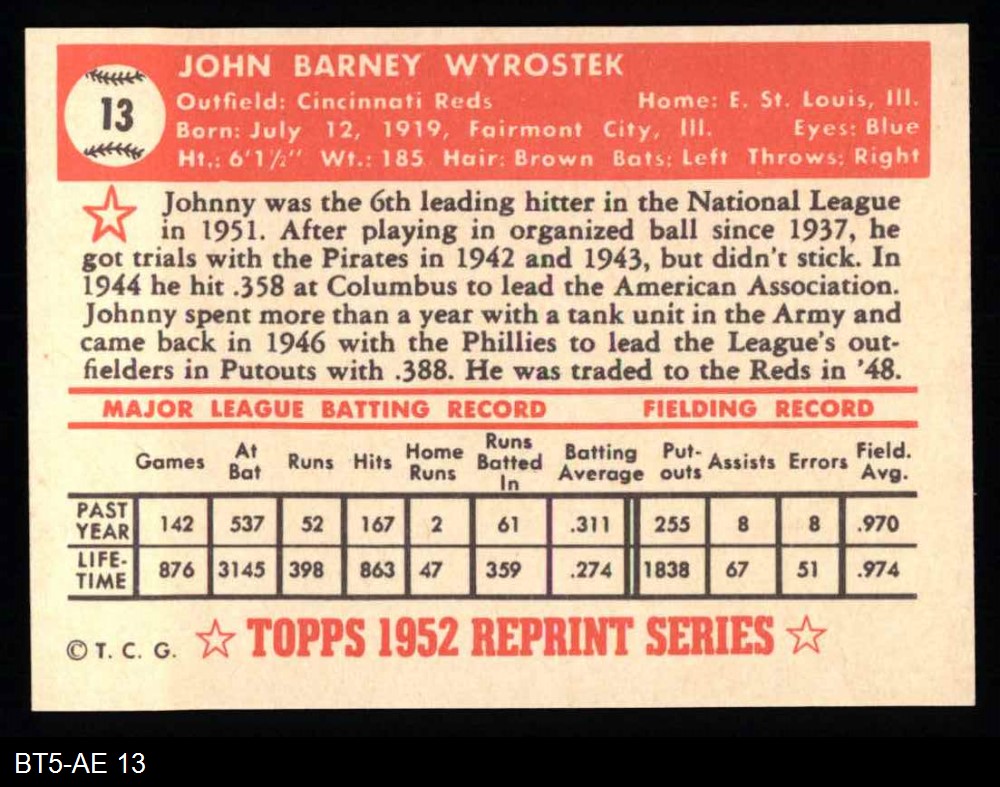 13
JOHN BARNEY WYROSTEK
Outfield: Cincinnati Reds Home: E. St. Louis, Ill.
Born: July 12, 1919, Fairmont City, Ill. Eyes: Blue
Ht.: 6'1½" Wt.: 185 Hair: Brown Bats: Left Throws: Right
Johnny was the 6th leading hitter in the National League
in 1951. After playing in organized ball since 1937, he
got trials with the Pirates in 1942 and 1943, but didn't stick. In
1944 he hit .358 at Columbus to lead the American Association.
Johnny spent more than a year with a tank unit in the Army and
came back in 1946 with the Phillies to lead the League's out-
fielders in Putouts with .388. He was traded to the Reds in '48.
MAJOR LEAGUE BATTING RECORD FIELDING RECORD
Games At Bat Runs Hits Home Runs Runs Batted In Batting Average Put-outs Assists Errors Field. Avg.
PAST YEAR 142 537 52 167 2 61 .311 255 8 8 .970
LIFE-TIME 876 3145 398 863 47 359 .274 1838 67 51 .974
© T. C. G. TOPPS 1952 REPRINT SERIES
BT5-AE 13